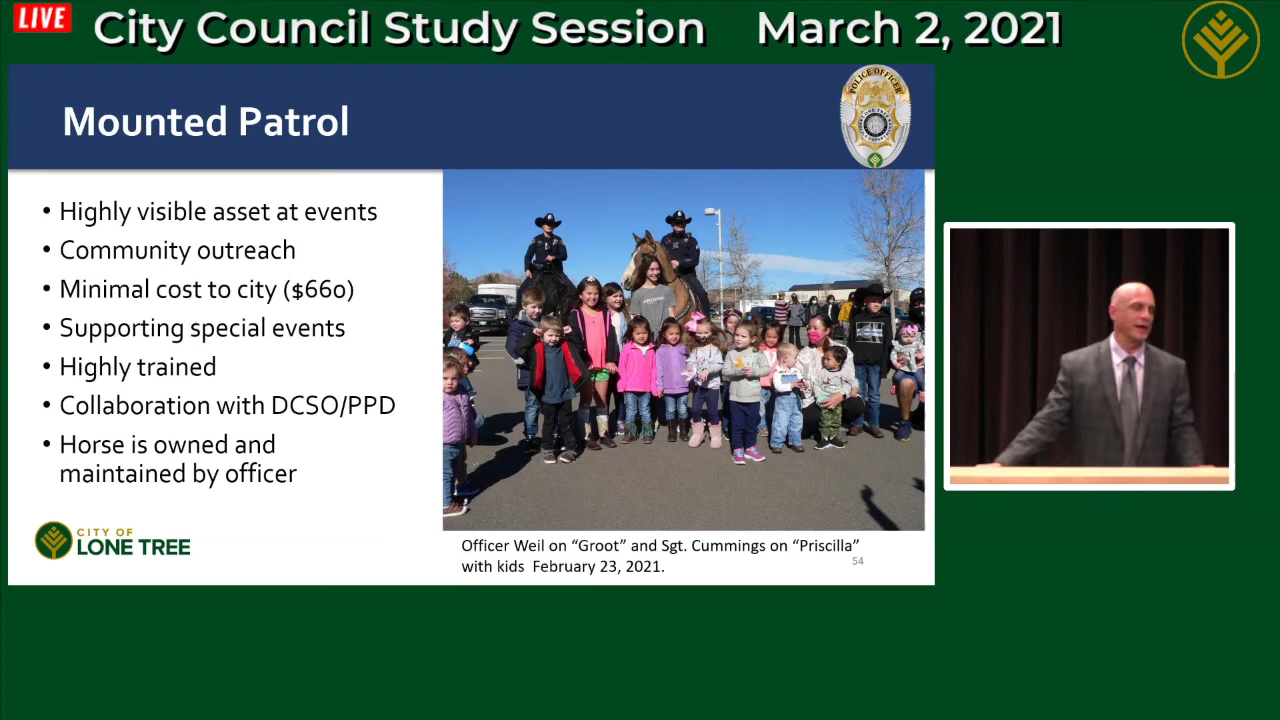 LIVE
City Council Study Session March 2, 2021
Mounted Patrol
POLICE OFFICER
• Highly visible asset at events
• Community outreach
• Minimal cost to city ($660)
• Supporting special events
• Highly trained
• Collaboration with DCSO/PPD
• Horse is owned and
maintained by officer
CITY OF
LONE TREE
Officer Weil on “Groot” and Sgt. Cummings on “Priscilla”
with kids February 23, 2021.
54